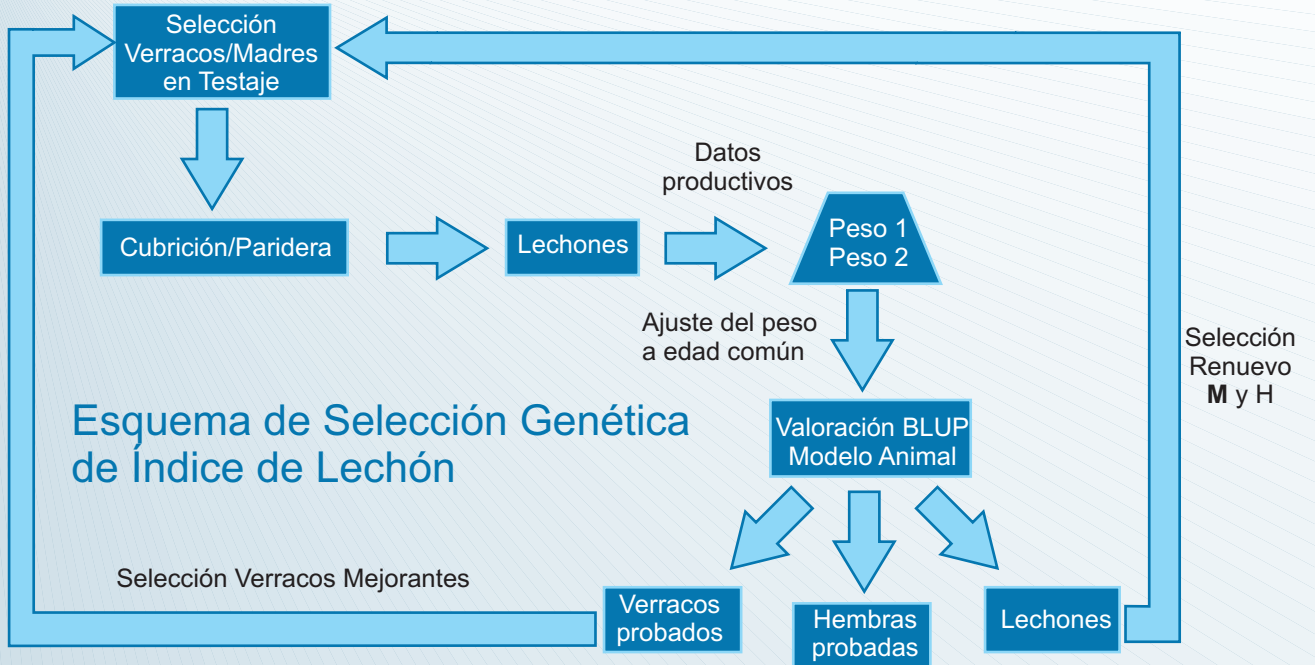 Selección
Verracos/Madres
en Testaje
Datos
productivos
Cubrición/Paridera
Lechones
Peso 1
Peso 2
Ajuste del peso
a edad común
Selección
Renuevo
M y H
Esquema de Selección Genética
de Índice de Lechón
Valoración BLUP
Modelo Animal
Selección Verracos Mejorantes
Verracos
probados
Hembras
probadas
Lechones